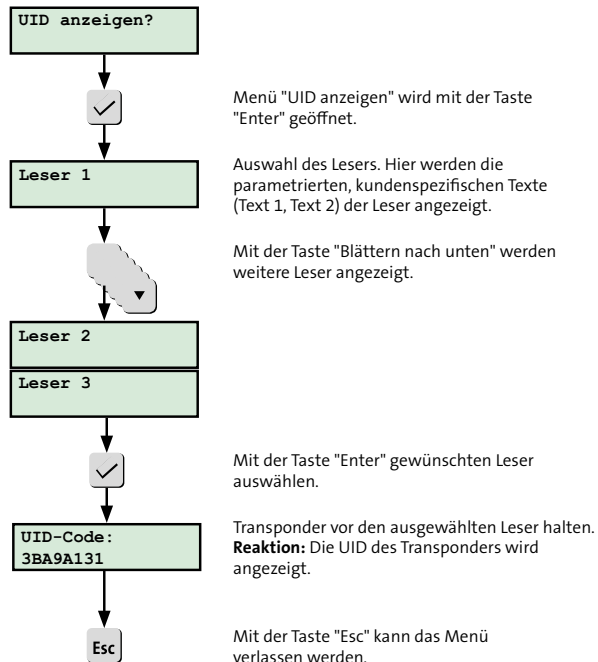 UID anzeigen?
Menü "UID anzeigen" wird mit der Taste
"Enter" geöffnet.
Leser 1
Auswahl des Lesers. Hier werden die
parametrierten, kundenspezifischen Texte
(Text 1, Text 2) der Leser angezeigt.
Mit der Taste "Blättern nach unten" werden
weitere Leser angezeigt.
Leser 2
Leser 3
Mit der Taste "Enter" gewünschten Leser
auswählen.
UID-Code:
3BA9A131
Transponder vor den ausgewählten Leser halten.
Reaktion: Die UID des Transponders wird
angezeigt.
Esc
Mit der Taste "Esc" kann das Menü
verlassen werden.